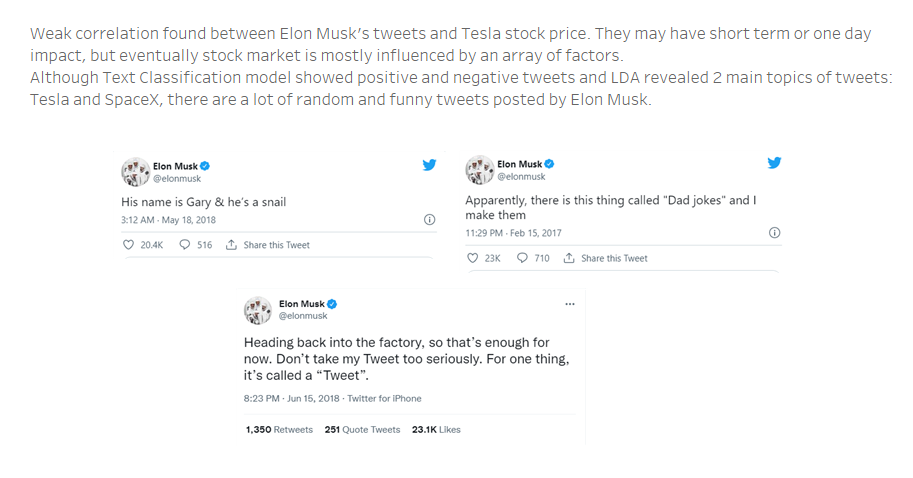 Weak correlation found between Elon Musk's tweets and Tesla stock price. They may have short term or one day
impact, but eventually stock market is mostly influenced by an array of factors.
Although Text Classification model showed positive and negative tweets and LDA revealed 2 main topics of tweets:
Tesla and SpaceX, there are a lot of random and funny tweets posted by Elon Musk.
Elon Musk
@elonmusk
His name is Gary & he's a snail
3:12 AM · May 18, 2018
20.4K 516 Share this Tweet
Elon Musk
@elonmusk
Apparently, there is this thing called "Dad jokes" and I
make them
11:29 PM · Feb 15, 2017
23K 710 Share this Tweet
Elon Musk
@elonmusk
Heading back into the factory, so that's enough for
now. Don't take my Tweet too seriously. For one thing,
it's called a “Tweet”.
8:23 PM · Jun 15, 2018 · Twitter for iPhone
1,350 Retweets 251 Quote Tweets 23.1K Likes